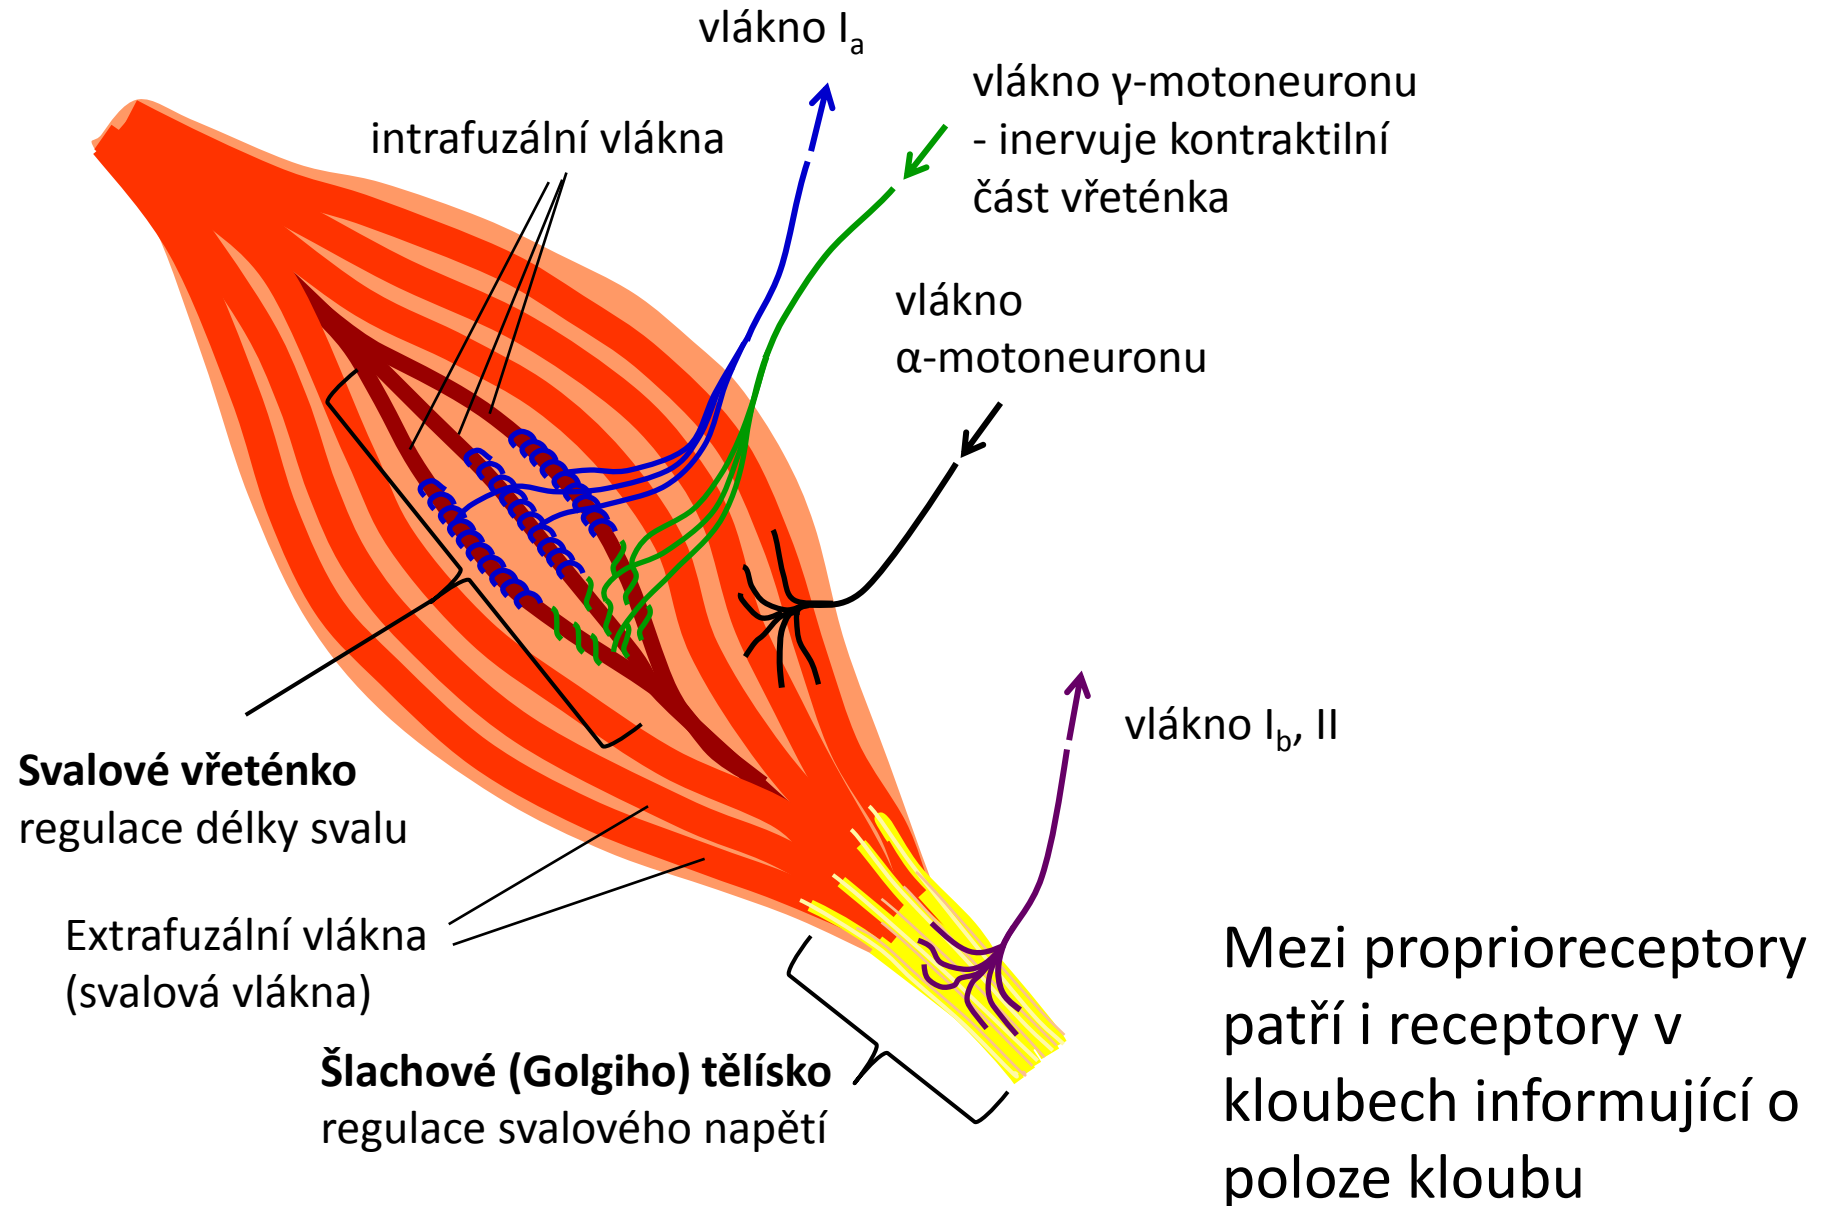 vlákno Ia
vlákno γ-motoneuronu
- inervuje kontraktilní
část vřeténka
intrafuzální vlákna
vlákno
α-motoneuronu
vlákno Ib, II
Svalové vřeténko
regulace délky svalu
Extrafuzální vlákna
(svalová vlákna)
Šlachové (Golgiho) tělísko
regulace svalového napětí
Mezi proprioreceptory
patří i receptory v
kloubech informující o
poloze kloubu